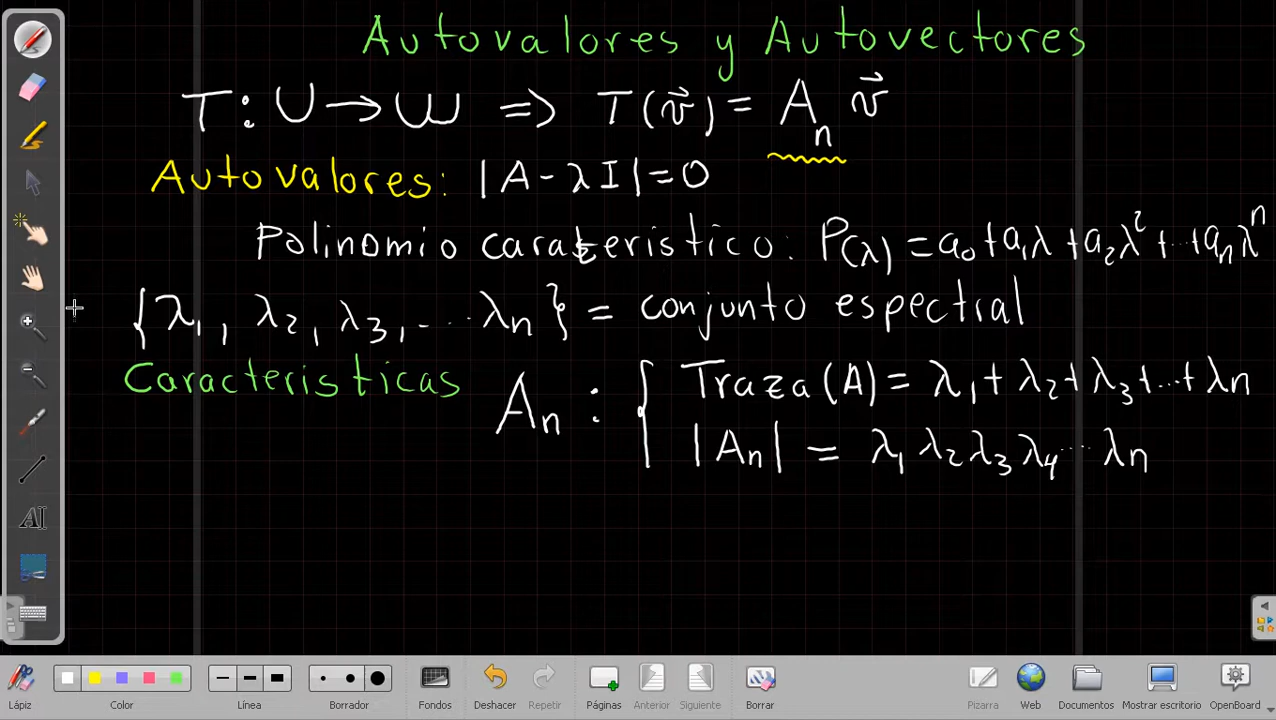 Autovalores y Autovectores
T: U → W ⇒ T(v⃗) = Aₙ v⃗
Autovalores: |A - λI| = 0
Polinomio caracteristico: P(λ) = a₀ + a₁λ + a₂λ² + ... + aₙλⁿ
{λ₁, λ₂, λ₃, ... λₙ} = conjunto espectral
Caracteristicas Aₙ : { Traza(A) = λ₁ + λ₂ + λ₃ + ... + λₙ
|Aₙ| = λ₁ λ₂ λ₃ λ₄ ... λₙ
Lápiz Color Línea Borrador Fondos Deshacer Repetir Páginas Anterior Siguiente Borrar Pizarra Web Documentos Mostrar escritorio OpenBoard